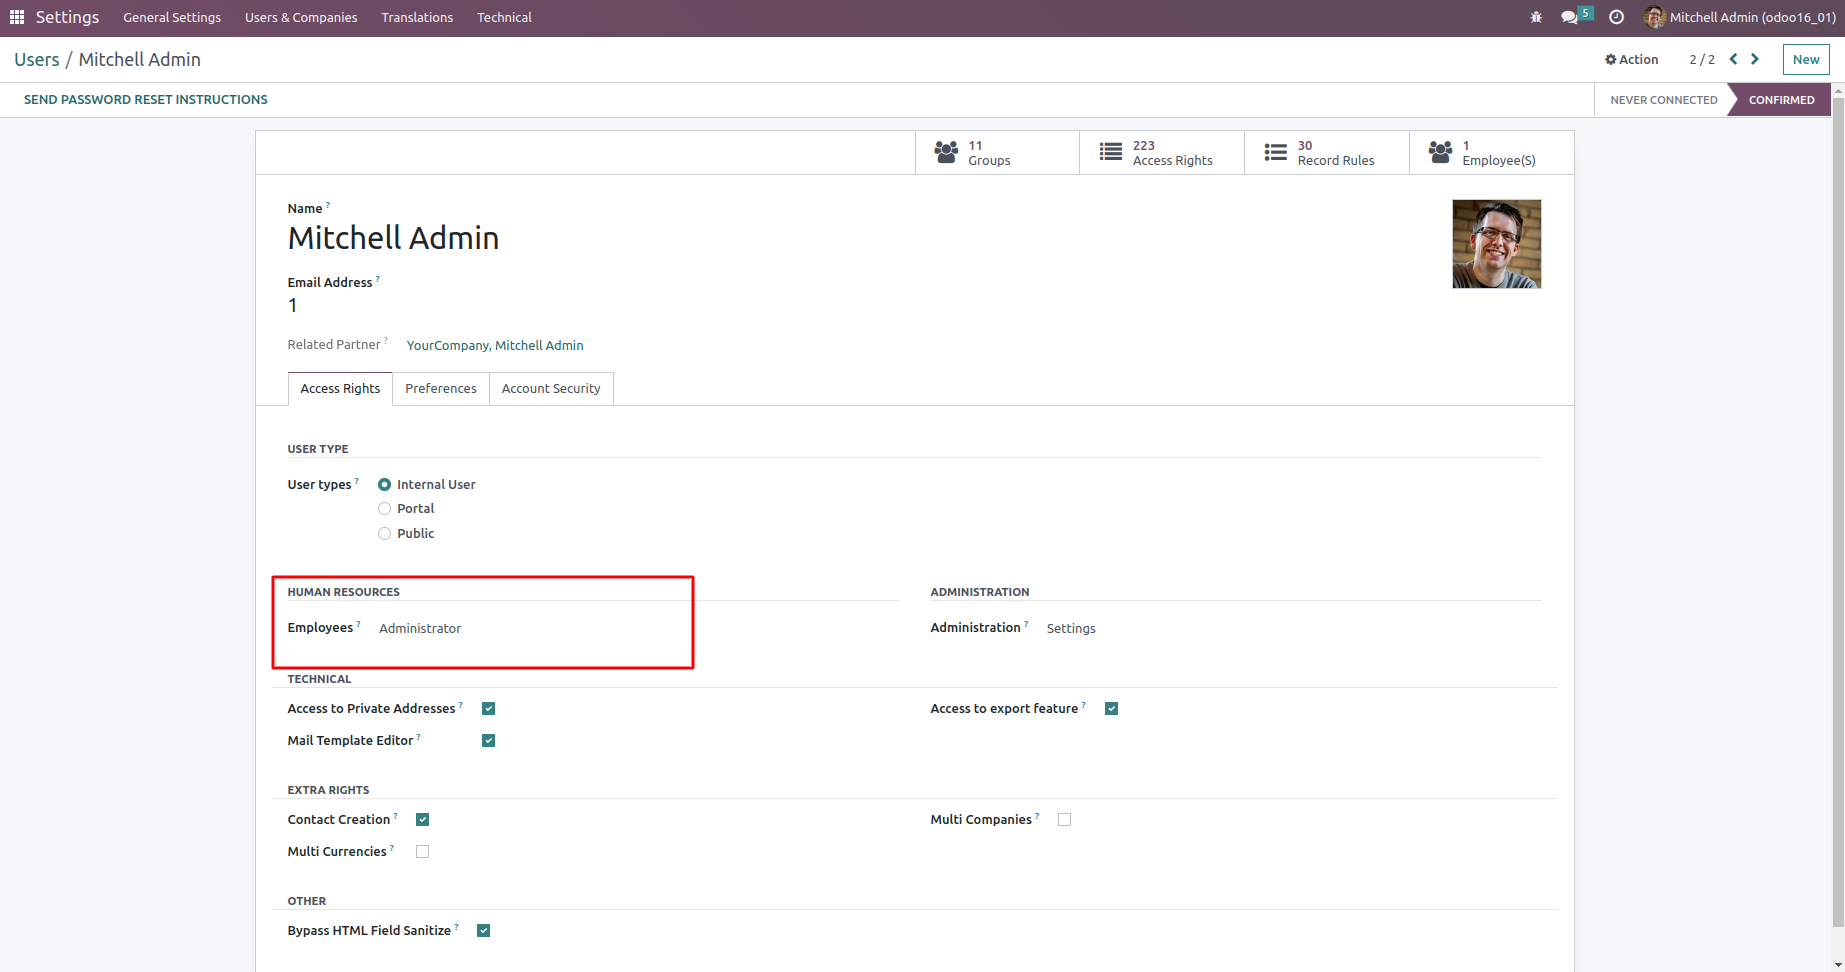 Settings General Settings Users & Companies Translations Technical 5 Mitchell Admin (odoo16_01)
Users / Mitchell Admin Action 2 / 2 New
SEND PASSWORD RESET INSTRUCTIONS NEVER CONNECTED CONFIRMED
11 Groups
223 Access Rights
30 Record Rules
1 Employee(S)
Name ?
Mitchell Admin
Email Address ?
1
Related Partner ? YourCompany, Mitchell Admin
Access Rights Preferences Account Security
USER TYPE
User types ? Internal User
Portal
Public
HUMAN RESOURCES ADMINISTRATION
Employees ? Administrator Administration ? Settings
TECHNICAL
Access to Private Addresses ? Access to export feature ?
Mail Template Editor ?
EXTRA RIGHTS
Contact Creation ? Multi Companies ?
Multi Currencies ?
OTHER
Bypass HTML Field Sanitize ?